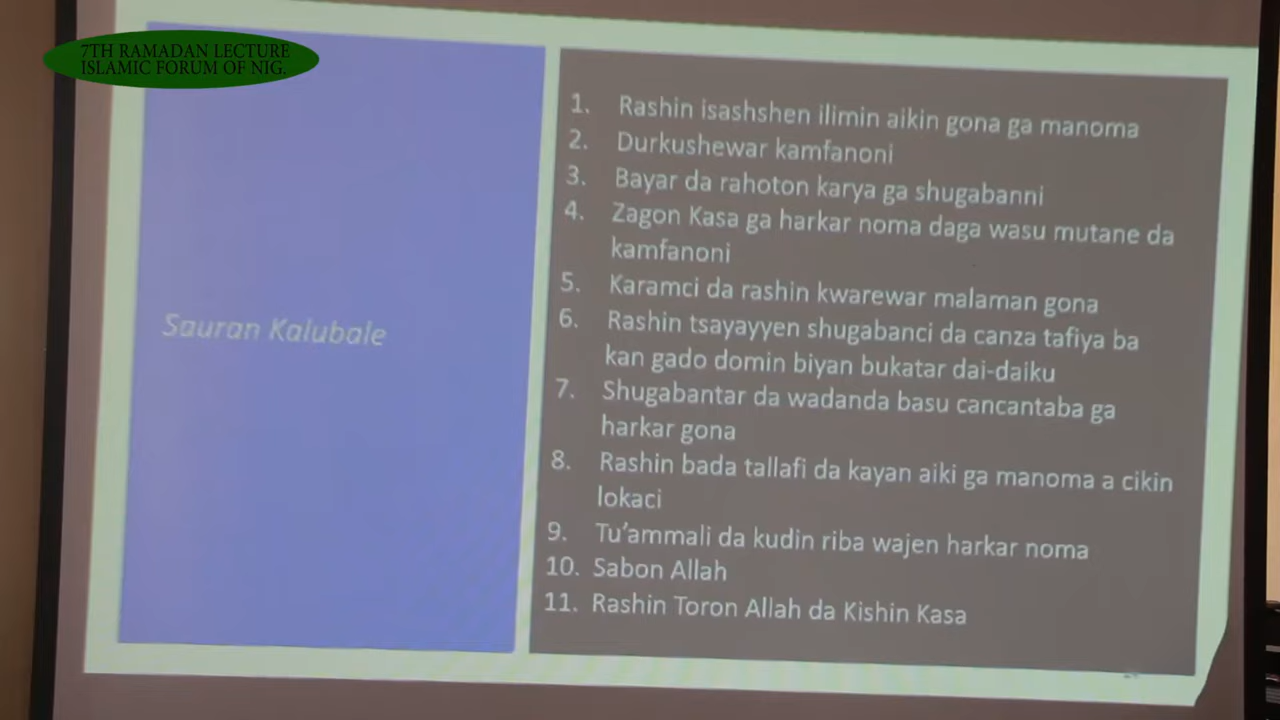 7TH RAMADAN LECTURE
ISLAMIC FORUM OF NIG.
Sauran Kalubale
1. Rashin isashshen ilimin aikin gona ga manoma
2. Durkushewar kamfanoni
3. Bayar da rahoton karya ga shugabanni
4. Zagon Kasa ga harkar noma daga wasu mutane da
kamfanoni
5. Karamci da rashin kwarewar malaman gona
6. Rashin tsayayyen shugabanci da canza tafiya ba
kan gado domin biyan bukatar dai-daiku
7. Shugabantar da wadanda basu cancantaba ga
harkar gona
8. Rashin bada tallafi da kayan aiki ga manoma a cikin
lokaci
9. Tu'ammali da kudin riba wajen harkar noma
10. Sabon Allah
11. Rashin Toron Allah da Kishin Kasa